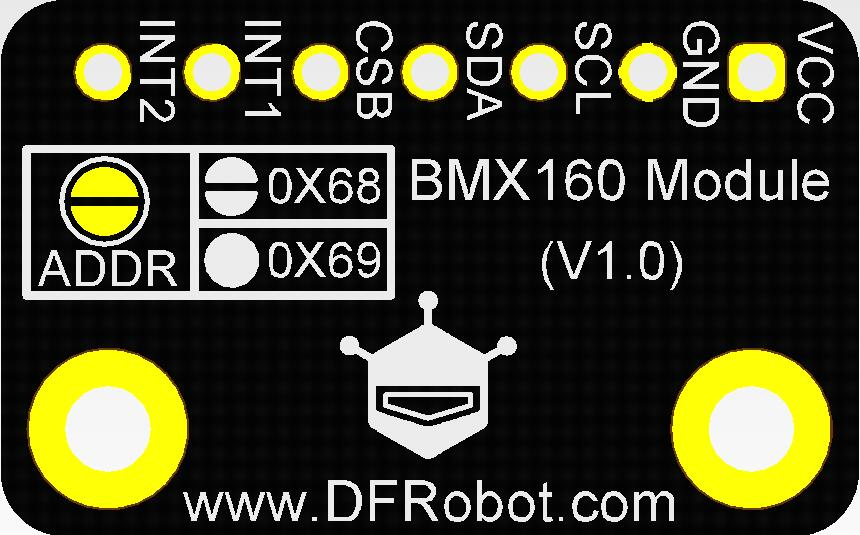 INT2 INT1 CSB SDA SCL GND VCC
0X68
BMX160 Module
ADDR
0X69
(V1.0)
www.DFRobot.com